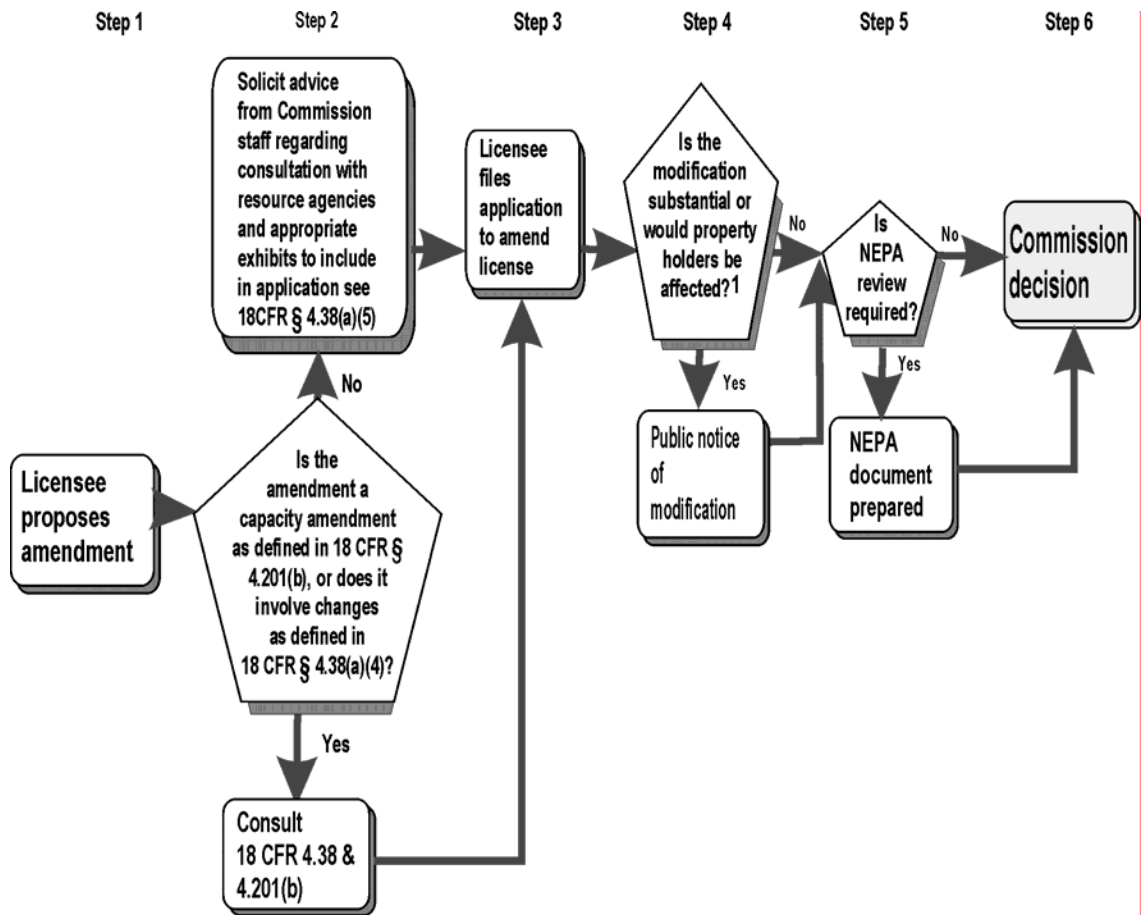 Step 1
Step 2
Step 3
Step 4
Step 5
Step 6
Licensee
proposes
amendment
Solicit advice
from Commission
staff regarding
consultation with
resource agencies
and appropriate
exhibits to include
in application see
18CFR § 4.38(a)(5)
No
Is the
amendment a
capacity amendment
as defined in 18 CFR §
4.201(b), or does it
involve changes
as defined in
18 CFR § 4.38(a)(4)?
Yes
Consult
18 CFR 4.38 &
4.201(b)
Licensee
files
application
to amend
license
Is the
modification
substantial or
would property
holders be
affected?1
No
Yes
Public notice
of
modification
Is
NEPA
review
required?
No
Yes
NEPA
document
prepared
Commission
decision